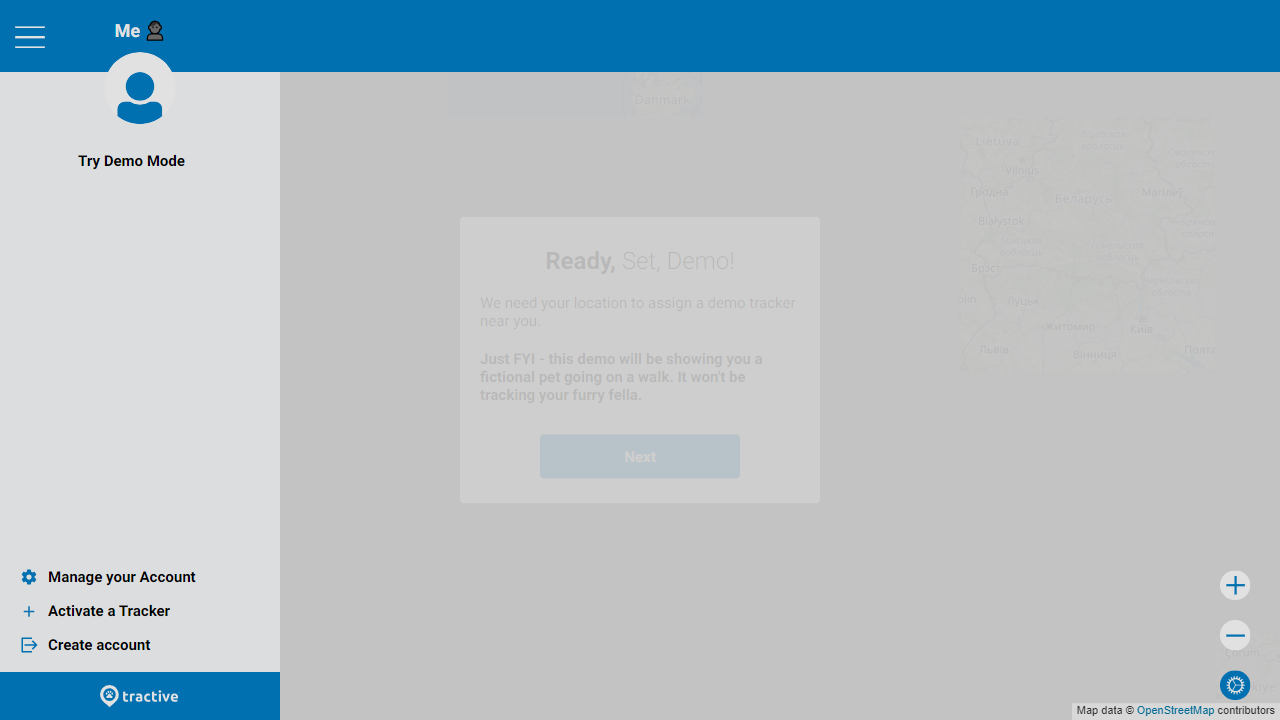 Me
Try Demo Mode
Manage your Account
Activate a Tracker
Create account
tractive
Ready, Set, Demo!
We need your location to assign a demo tracker
near you.
Just FYI - this demo will be showing you a
fictional pet going on a walk. It won't be
tracking your furry fella.
Next
Danmark
Lietuva
Vilnius
Гродна
Магілёў
Беларусь
Białystok
Брэст
Луцьк
Житомир
Київ
Львів
Вінниця
Полта
Çorum
Map data © OpenStreetMap contributors